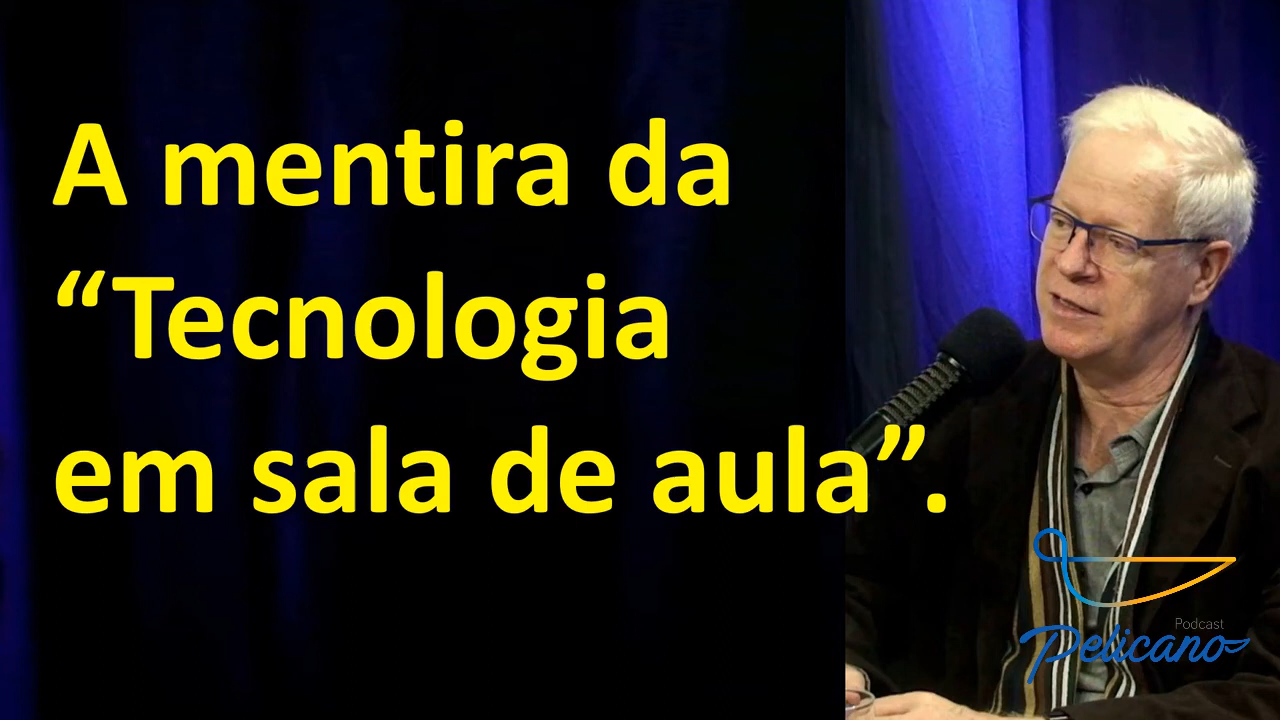 A mentira da
“Tecnologia
em sala de aula”.
Podcast
Pelicano